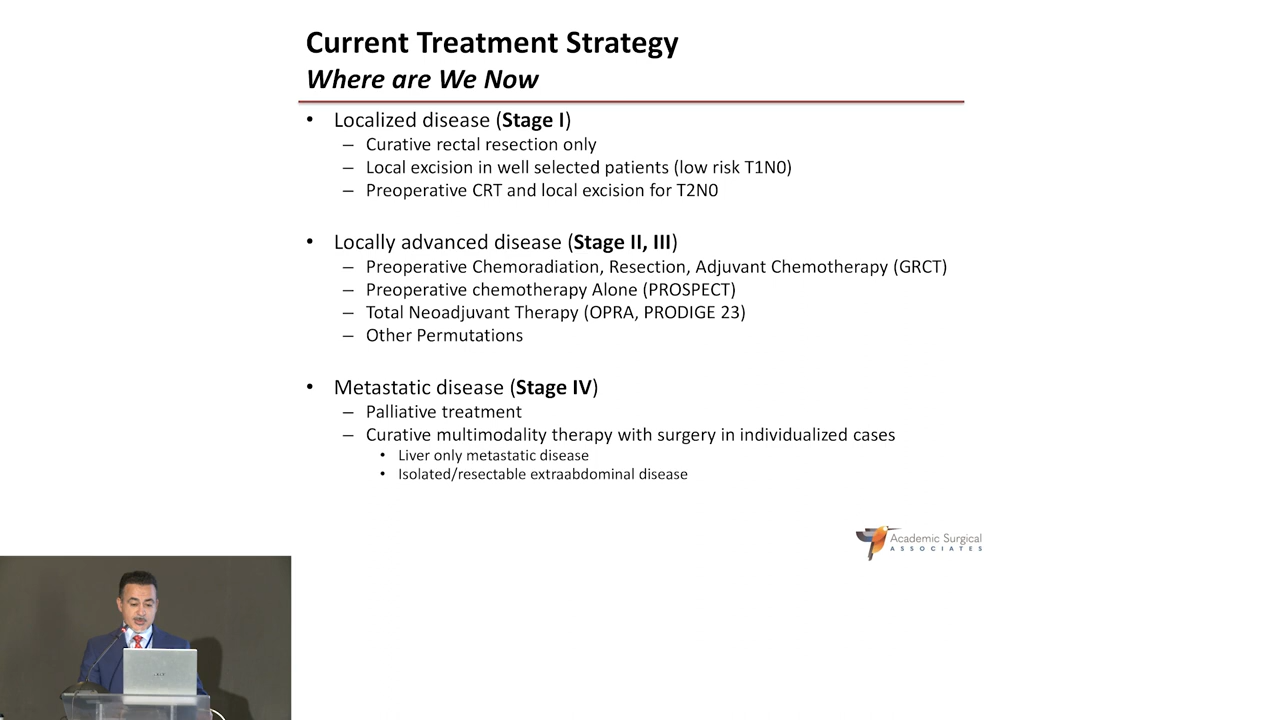 Current Treatment Strategy
Where are We Now
• Localized disease (Stage I)
– Curative rectal resection only
– Local excision in well selected patients (low risk T1N0)
– Preoperative CRT and local excision for T2N0
• Locally advanced disease (Stage II, III)
– Preoperative Chemoradiation, Resection, Adjuvant Chemotherapy (GRCT)
– Preoperative chemotherapy Alone (PROSPECT)
– Total Neoadjuvant Therapy (OPRA, PRODIGE 23)
– Other Permutations
• Metastatic disease (Stage IV)
– Palliative treatment
– Curative multimodality therapy with surgery in individualized cases
• Liver only metastatic disease
• Isolated/resectable extraabdominal disease
Academic Surgical
ASSOCIATES